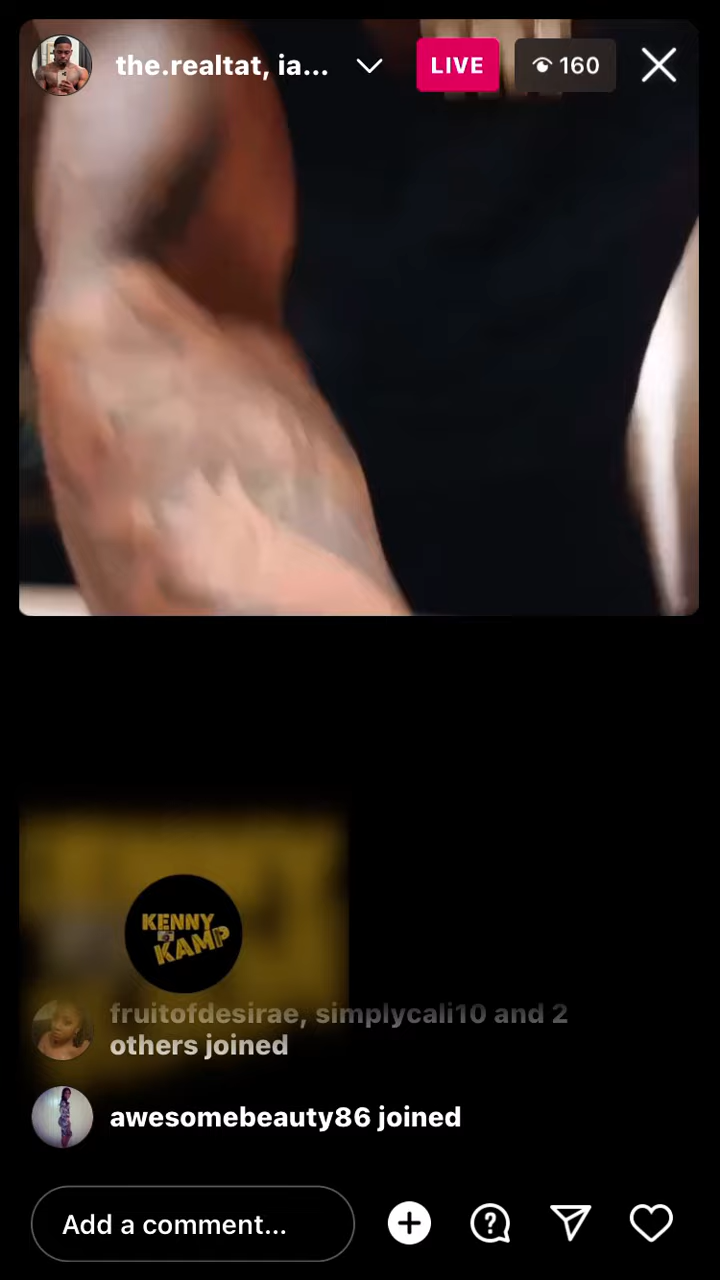 the.realtat, ia...
LIVE
160
KENNY
KAMP
fruitofdesirae, simplycali10 and 2
others joined
awesomebeauty86 joined
Add a comment...